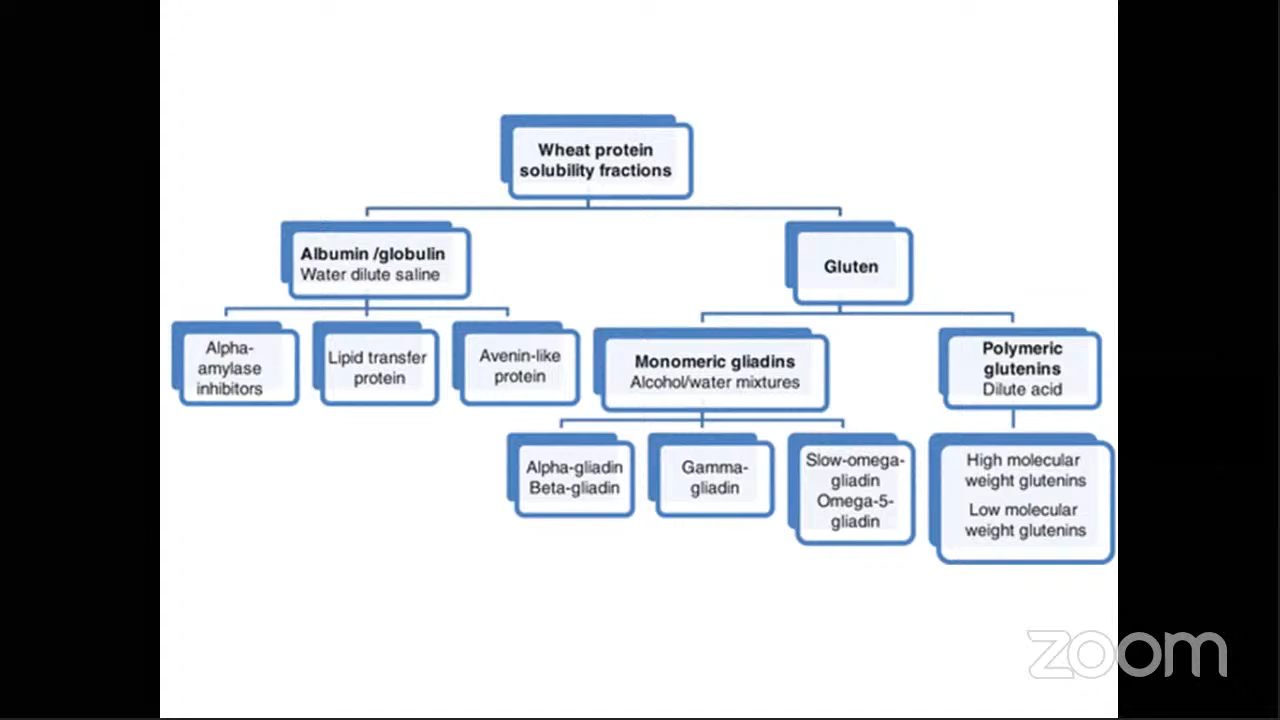 Wheat protein
solubility fractions
Albumin /globulin
Water dilute saline
Gluten
Alpha-
amylase
inhibitors
Lipid transfer
protein
Avenin-like
protein
Monomeric gliadins
Alcohol/water mixtures
Polymeric
glutenins
Dilute acid
Alpha-gliadin
Beta-gliadin
Gamma-
gliadin
Slow-omega-
gliadin
Omega-5-
gliadin
High molecular
weight glutenins
Low molecular
weight glutenins
zoom